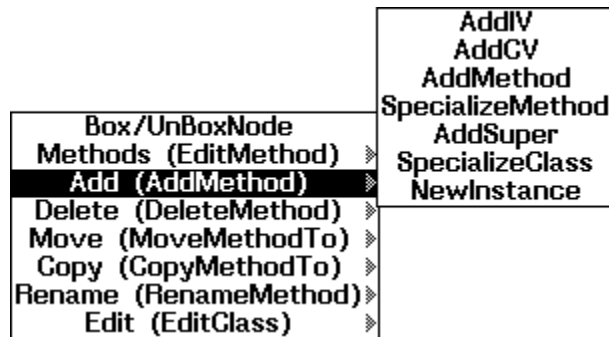 Box/UnBoxNode
Methods (EditMethod)
Add (AddMethod)
Delete (DeleteMethod)
Move (MoveMethodTo)
Copy (CopyMethodTo)
Rename (RenameMethod)
Edit (EditClass)
AddIV
AddCV
AddMethod
SpecializeMethod
AddSuper
SpecializeClass
NewInstance